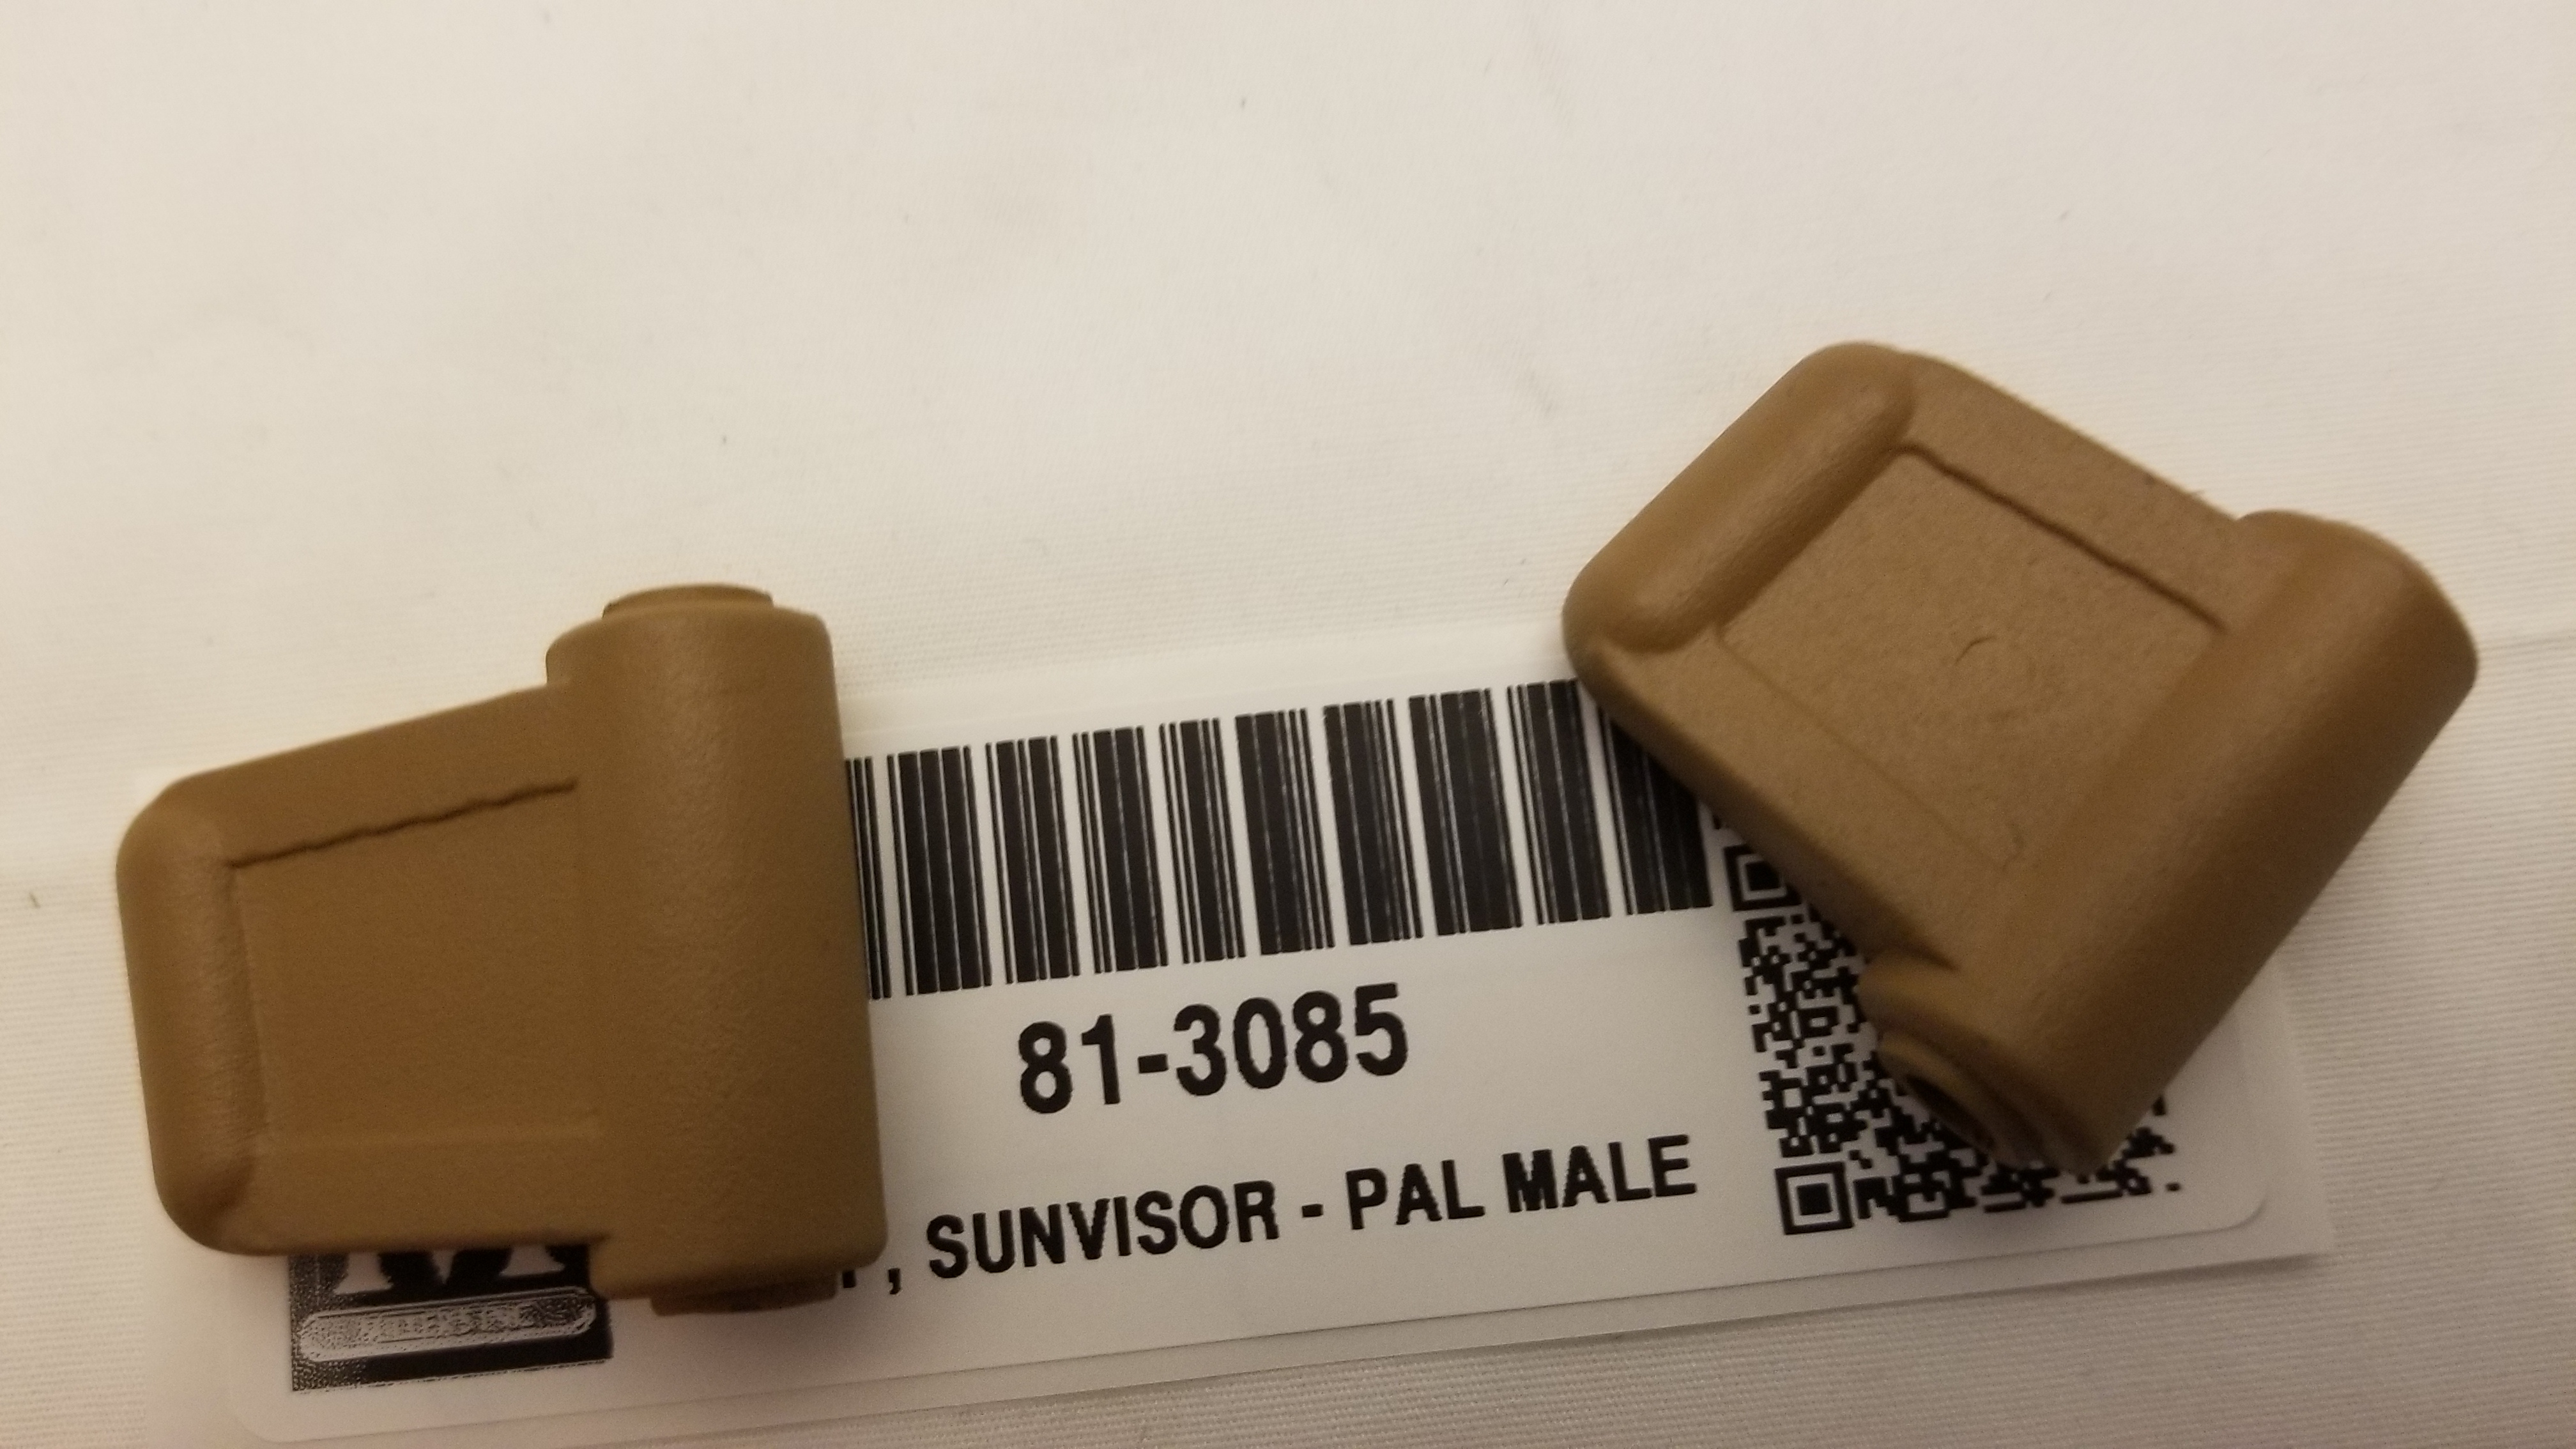 81-3085
, SUNVISOR - PAL MALE